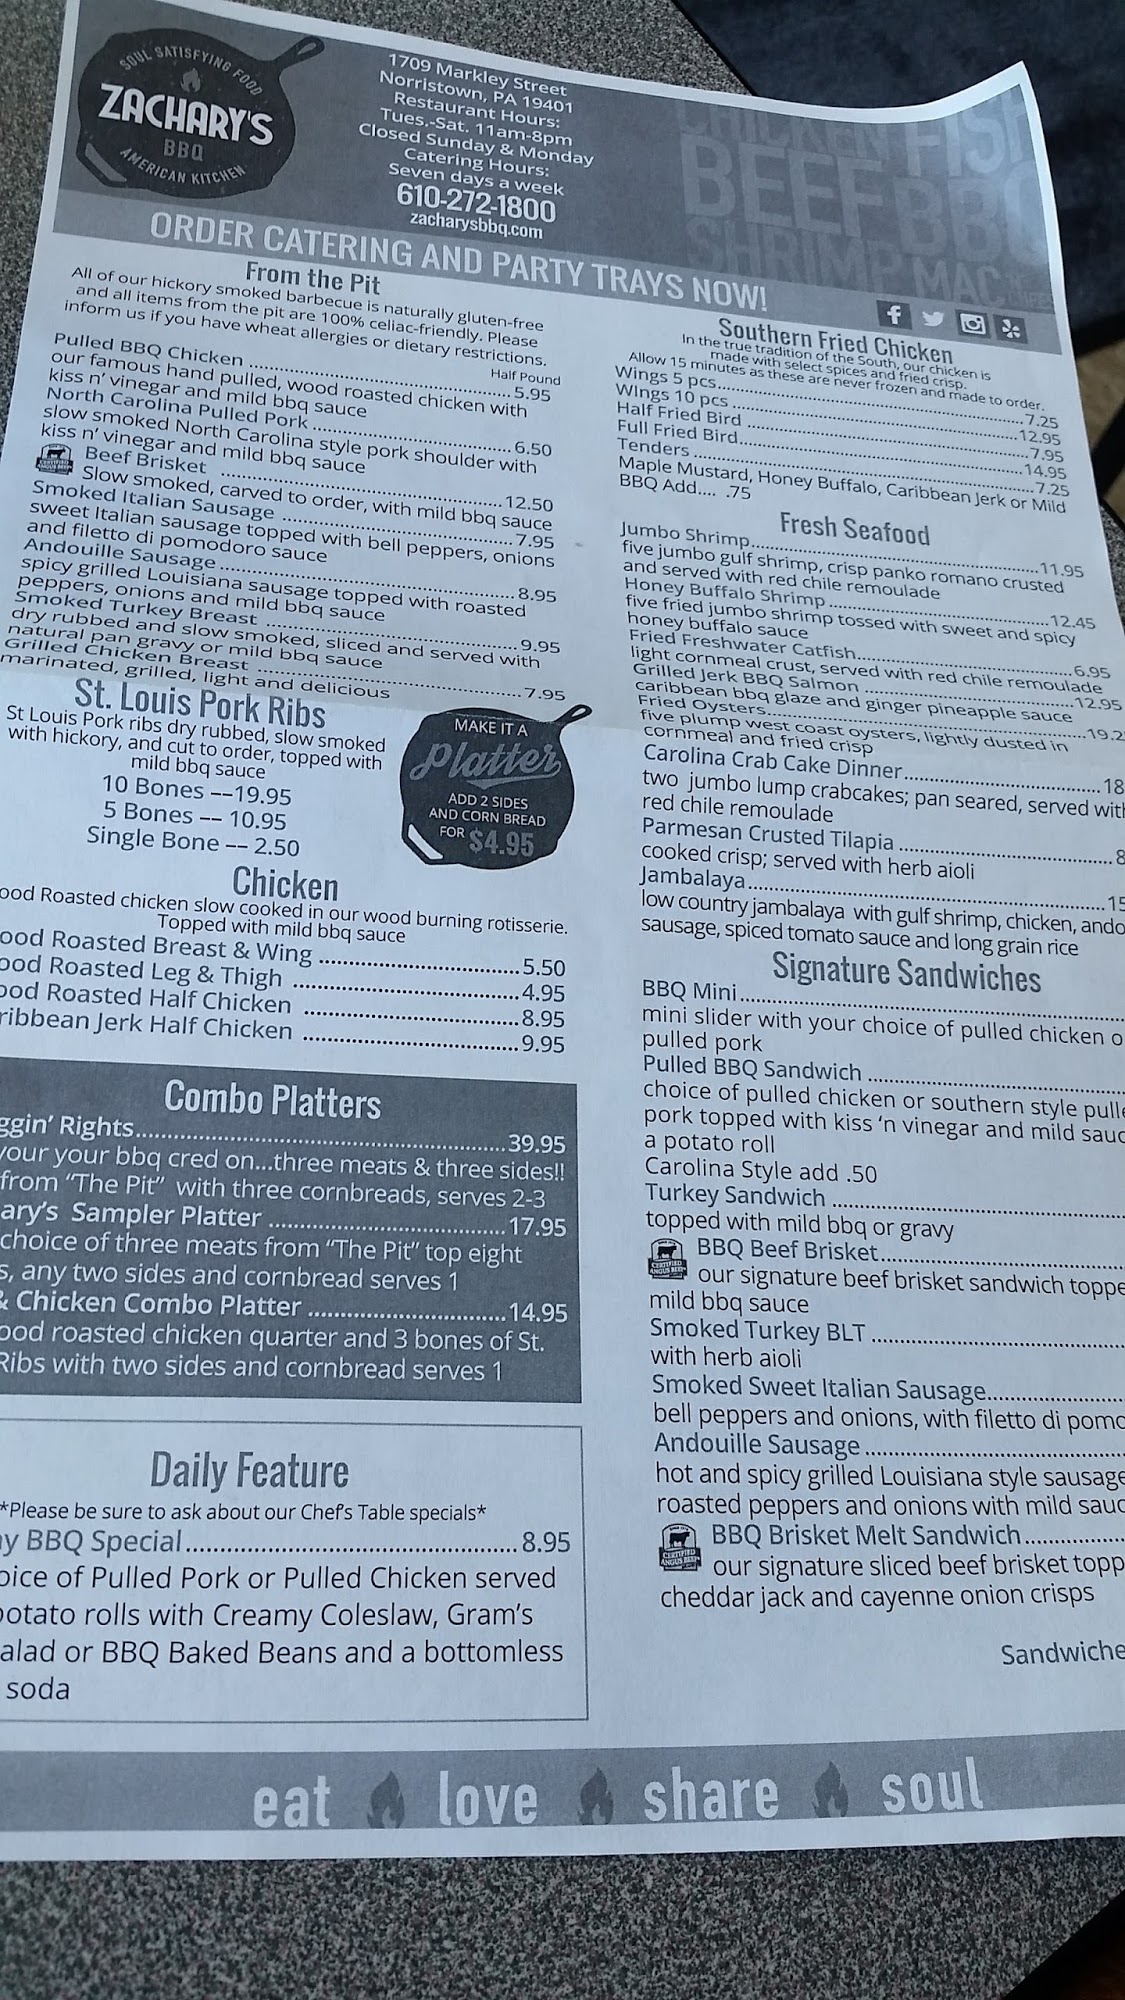 SOUL SATISFYING FOOD
ZACHARY'S
BBQ
AMERICAN KITCHEN
1709 Markley Street
Norristown, PA 19401
Restaurant Hours:
Tues.-Sat. 11am-8pm
Closed Sunday & Monday
Catering Hours:
Seven days a week
610-272-1800
zacharysbbq.com
CHICKEN FISH
BEEF BBQ
SHRIMP MAC
ORDER CATERING AND PARTY TRAYS NOW!
From the Pit
All of our hickory smoked barbecue is naturally gluten-free
and all items from the pit are 100% celiac-friendly. Please
inform us if you have wheat allergies or dietary restrictions.
Half Pound
Pulled BBQ Chicken ........ 5.95
our famous hand pulled, wood roasted chicken with
kiss n' vinegar and mild bbq sauce
North Carolina Pulled Pork ........ 6.50
slow smoked North Carolina style pork shoulder with
kiss n' vinegar and mild bbq sauce
Beef Brisket ........ 12.50
Slow smoked, carved to order, with mild bbq sauce
Smoked Italian Sausage ........ 7.95
sweet Italian sausage topped with bell peppers, onions
and filetto di pomodoro sauce
Andouille Sausage ........ 8.95
spicy grilled Louisiana sausage topped with roasted
peppers, onions and mild bbq sauce
Smoked Turkey Breast ........ 9.95
dry rubbed and slow smoked, sliced and served with
natural pan gravy or mild bbq sauce
Grilled Chicken Breast ........ 7.95
marinated, grilled, light and delicious
St. Louis Pork Ribs
St Louis Pork ribs dry rubbed, slow smoked
with hickory, and cut to order, topped with
mild bbq sauce
10 Bones ––19.95
5 Bones –– 10.95
Single Bone –– 2.50
MAKE IT A
Platter
ADD 2 SIDES
AND CORN BREAD
FOR $4.95
Chicken
ood Roasted chicken slow cooked in our wood burning rotisserie.
Topped with mild bbq sauce
ood Roasted Breast & Wing ........ 5.50
ood Roasted Leg & Thigh ........ 4.95
ood Roasted Half Chicken ........ 8.95
ribbean Jerk Half Chicken ........ 9.95
Combo Platters
ggin' Rights ........ 39.95
your your bbq cred on...three meats & three sides!!
from "The Pit" with three cornbreads, serves 2-3
ary's Sampler Platter ........ 17.95
choice of three meats from "The Pit" top eight
s, any two sides and cornbread serves 1
& Chicken Combo Platter ........ 14.95
ood roasted chicken quarter and 3 bones of St.
Ribs with two sides and cornbread serves 1
Daily Feature
*Please be sure to ask about our Chef's Table specials*
ay BBQ Special ........ 8.95
oice of Pulled Pork or Pulled Chicken served
potato rolls with Creamy Coleslaw, Gram's
alad or BBQ Baked Beans and a bottomless
soda
Southern Fried Chicken
In the true tradition of the South, our chicken is
made with select spices and fried crisp.
Allow 15 minutes as these are never frozen and made to order.
Wings 5 pcs ........ 7.25
WIngs 10 pcs ........ 12.95
Half Fried Bird ........ 7.95
Full Fried Bird ........ 14.95
Tenders ........ 7.25
Maple Mustard, Honey Buffalo, Caribbean Jerk or Mild
BBQ Add.... .75
Fresh Seafood
Jumbo Shrimp ........ 11.95
five jumbo gulf shrimp, crisp panko romano crusted
and served with red chile remoulade
Honey Buffalo Shrimp ........ 12.45
five fried jumbo shrimp tossed with sweet and spicy
honey buffalo sauce
Fried Freshwater Catfish ........ 6.95
light cornmeal crust, served with red chile remoulade
Grilled Jerk BBQ Salmon ........ 12.95
caribbean bbq glaze and ginger pineapple sauce
Fried Oysters ........ 19.2
five plump west coast oysters, lightly dusted in
cornmeal and fried crisp
Carolina Crab Cake Dinner ........ 18
two jumbo lump crabcakes; pan seared, served with
red chile remoulade
Parmesan Crusted Tilapia ........ 8
cooked crisp; served with herb aioli
Jambalaya ........ 15
low country jambalaya with gulf shrimp, chicken, ando
sausage, spiced tomato sauce and long grain rice
Signature Sandwiches
BBQ Mini ........
mini slider with your choice of pulled chicken o
pulled pork
Pulled BBQ Sandwich ........
choice of pulled chicken or southern style pulle
pork topped with kiss 'n vinegar and mild sauc
a potato roll
Carolina Style add .50
Turkey Sandwich ........
topped with mild bbq or gravy
BBQ Beef Brisket ........
our signature beef brisket sandwich toppe
mild bbq sauce
Smoked Turkey BLT ........
with herb aioli
Smoked Sweet Italian Sausage ........
bell peppers and onions, with filetto di pomo
Andouille Sausage ........
hot and spicy grilled Louisiana style sausage
roasted peppers and onions with mild sauc
BBQ Brisket Melt Sandwich ........
our signature sliced beef brisket topp
cheddar jack and cayenne onion crisps
Sandwiche
eat love share soul